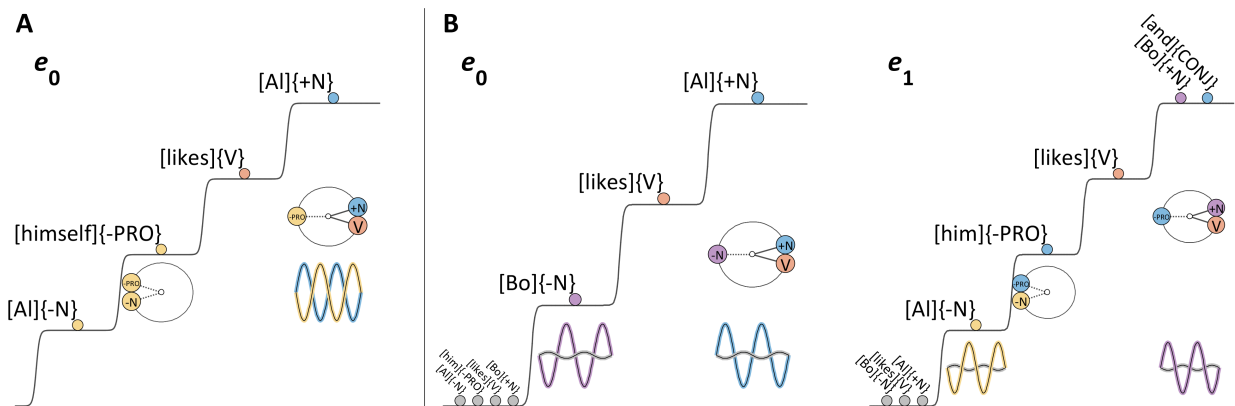 A
e0
[Al]{+N}
[likes]{V}
-PRO
+N
V
[himself]{-PRO}
-PRO
-N
[Al]{-N}
B
e0
[Al]{+N}
[likes]{V}
-N
+N
V
[Bo]{-N}
[Al]{-N}
[him]{-PRO}
[likes]{V}
[Bo]{+N}
e1
[and]{CONJ}
[Bo]{+N}
[likes]{V}
-PRO
+N
V
[him]{-PRO}
-PRO
-N
[Al]{-N}
[Bo]{-N}
[likes]{V}
[Al]{+N}